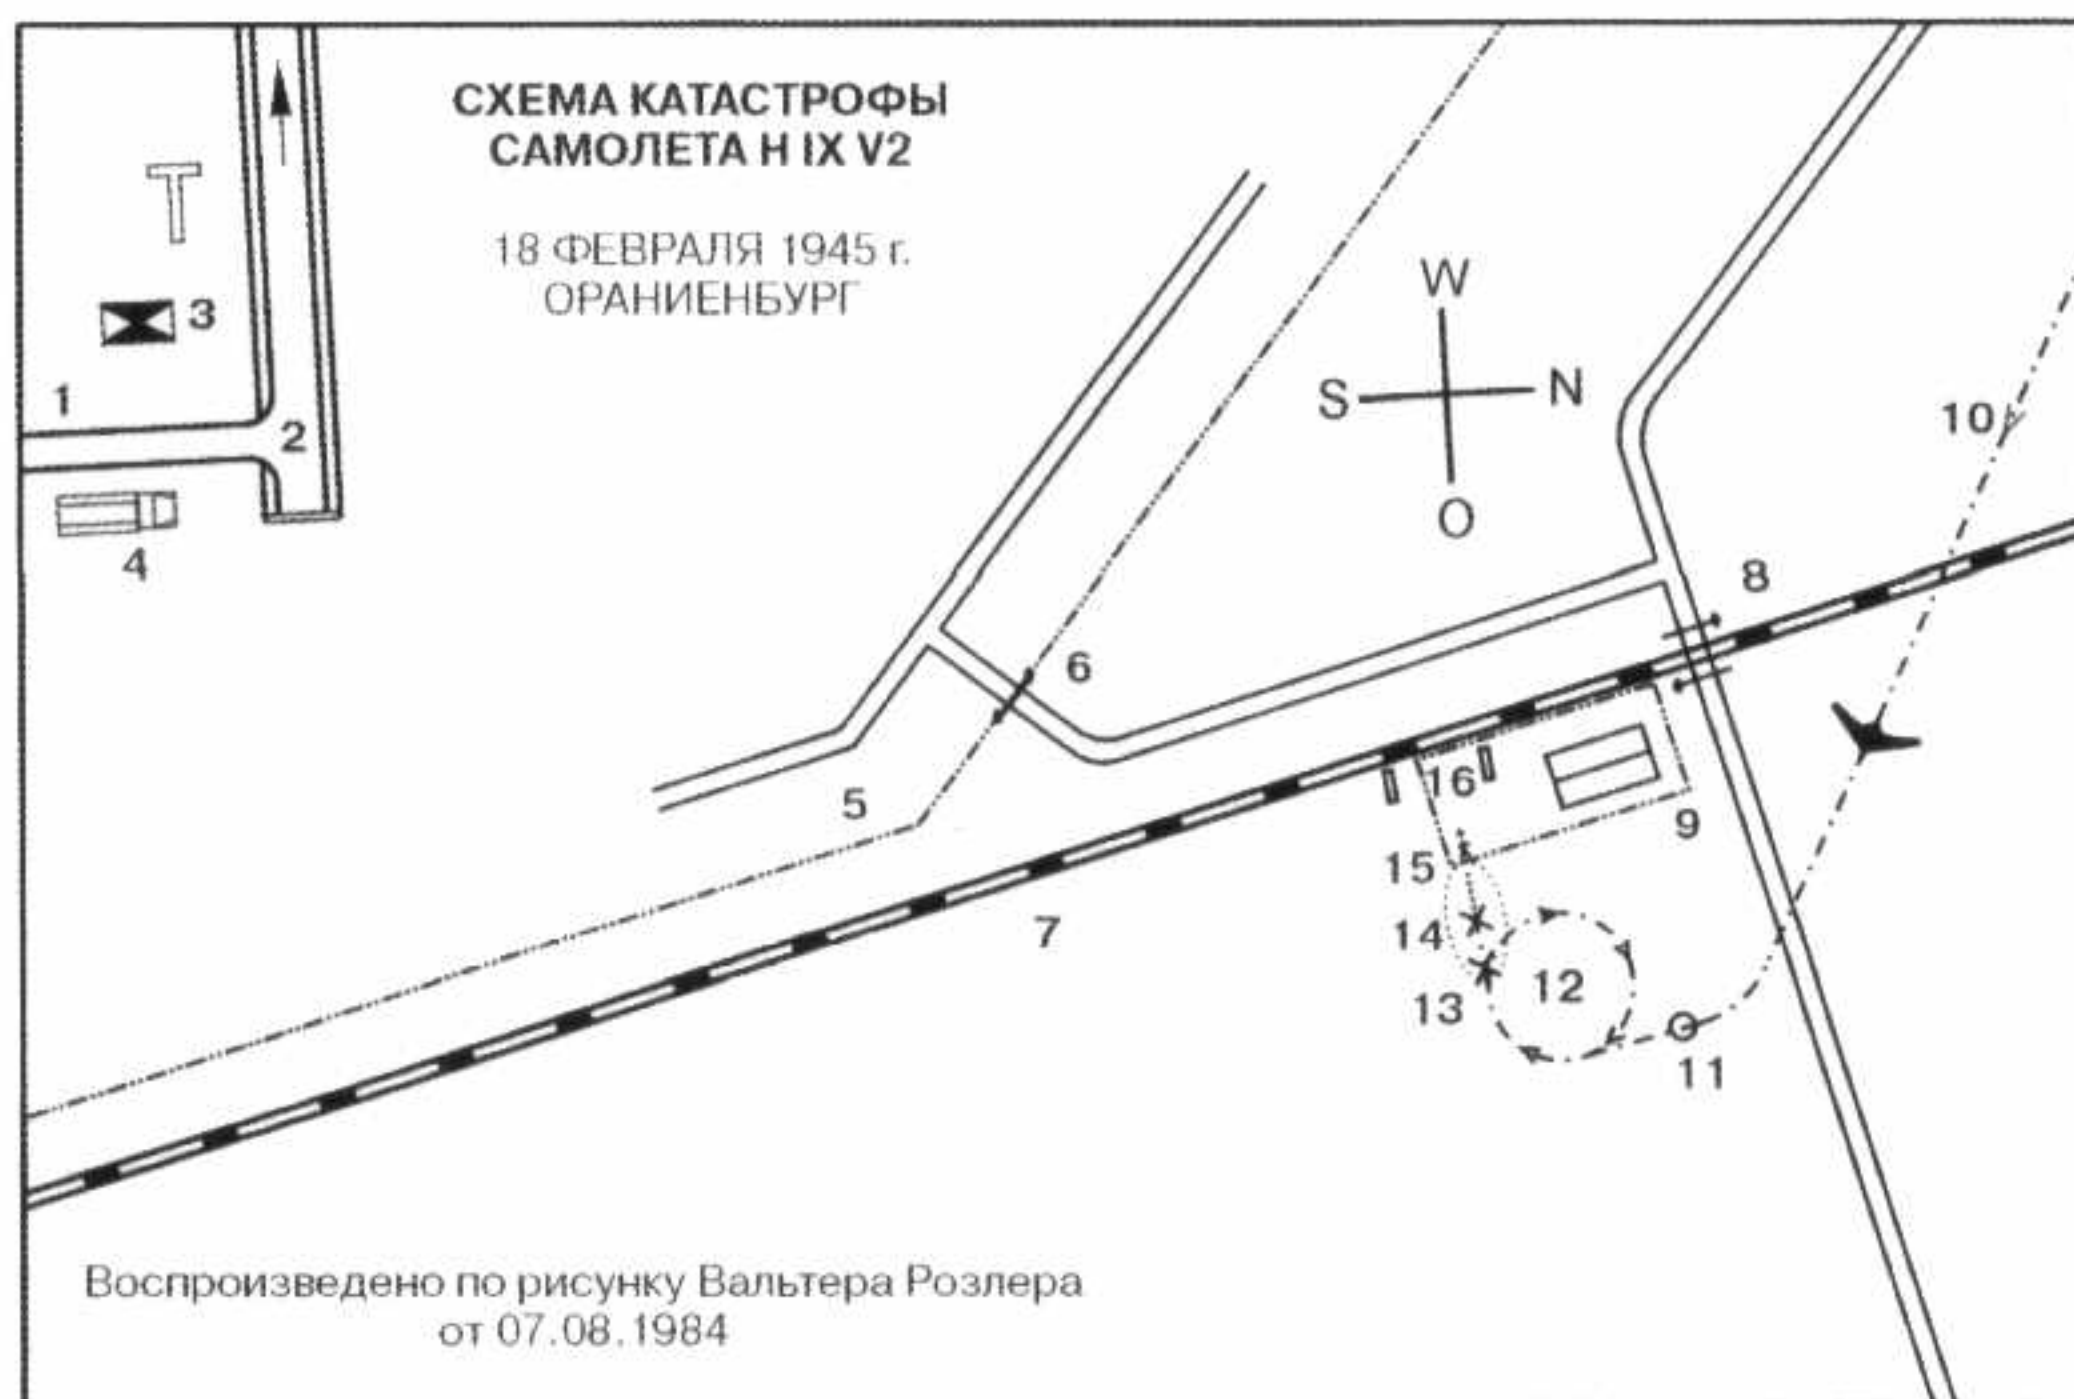 СХЕМА КАТАСТРОФЫ
САМОЛЕТА Н IX V2
18 ФЕВРАЛЯ 1945 г.
ОРАНИЕНБУРГ
T
3
1
2
4
W
S
N
O
10
8
6
5
16
9
15
7
14
12
13
11
Воспроизведено по рисунку Вальтера Розлера
от 07.08.1984